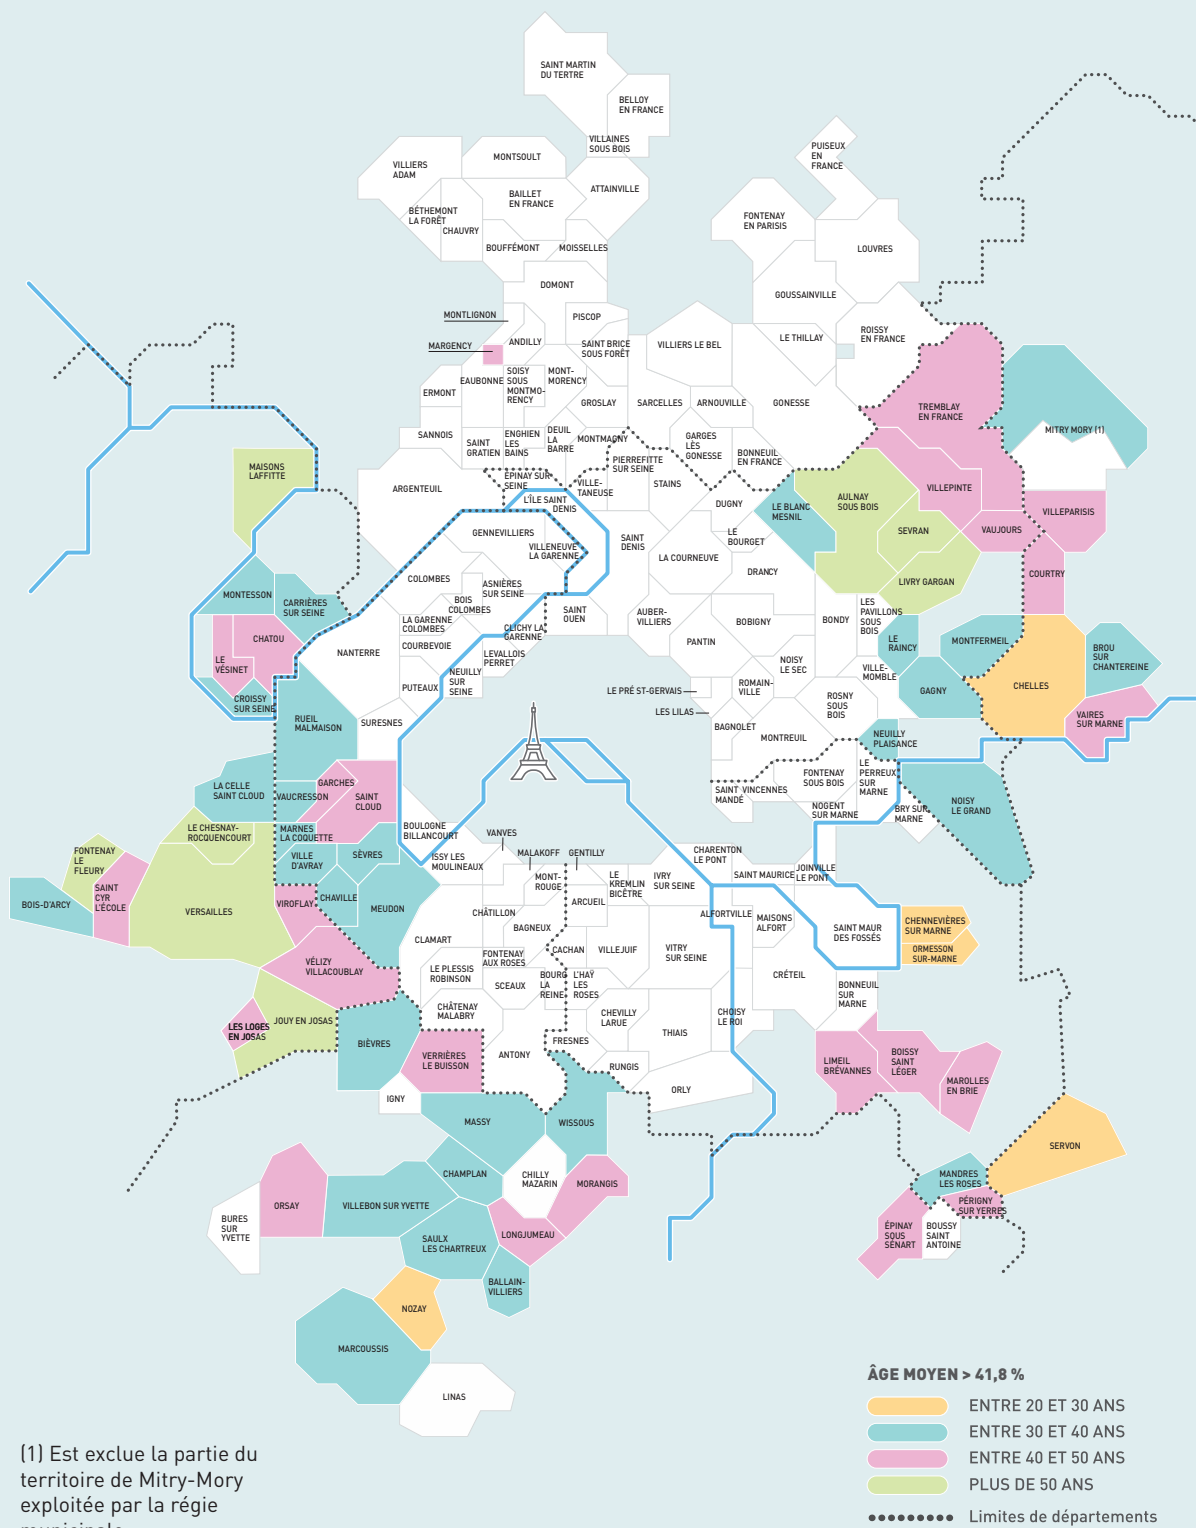 SAINT MARTIN
DU TERTRE
BELLOY
EN FRANCE
VILLAINES
SOUS BOIS
PUISEUX
EN
FRANCE
VILLIERS
ADAM
MONTSOULT
BAILLET
EN FRANCE
ATTAINVILLE
BÉTHEMONT
LA FORÊT
CHAUVRY
FONTENAY
EN PARISIS
LOUVRES
BOUFFÉMONT
MOISSELLES
DOMONT
GOUSSAINVILLE
MONTLIGNON
PISCOP
ROISSY
EN FRANCE
LE THILLAY
MARGENCY
ANDILLY
SAINT BRICE
SOUS FORÊT
VILLIERS LE BEL
EAUBONNE
SOISY
SOUS
MONTMO-
RENCY
MONT-
MORENCY
ERMONT
GROSLAY
SARCELLES
ARNOUVILLE
GONESSE
TREMBLAY
EN FRANCE
MITRY MORY (1)
SANNOIS
SAINT
GRATIEN
ENGHIEN
LES
BAINS
DEUIL
LA
BARRE
MONTMAGNY
GARGES
LÈS
GONESSE
BONNEUIL
EN FRANCE
PIERREFITTE
SUR SEINE
MAISONS
LAFFITTE
ARGENTEUIL
ÉPINAY SUR
SEINE
VILLE-
TANEUSE
STAINS
VILLEPINTE
L'ÎLE SAINT
DENIS
DUGNY
LE BLANC
MESNIL
AULNAY
SOUS BOIS
VILLEPARISIS
GENNEVILLIERS
VILLENEUVE
LA GARENNE
SAINT
DENIS
LE
BOURGET
SEVRAN
VAUJOURS
LA COURNEUVE
DRANCY
LIVRY GARGAN
COURTRY
COLOMBES
ASNIÈRES
SUR SEINE
MONTESSON
CARRIÈRES
SUR SEINE
BOIS
COLOMBES
SAINT
OUEN
AUBER-
VILLIERS
BOBIGNY
BONDY
LES
PAVILLONS
SOUS
BOIS
LA GARENNE
COLOMBES
CLICHY LA
GARENNE
CHATOU
NANTERRE
COURBEVOIE
LEVALLOIS
PERRET
PANTIN
LE
RAINCY
MONTFERMEIL
BROU
SUR
CHANTEREINE
LE
VÉSINET
NOISY
LE SEC
VILLE-
MOMBLE
NEUILLY
SUR
SEINE
PUTEAUX
LE PRÉ ST-GERVAIS
ROMAIN-
VILLE
CHELLES
GAGNY
CROISSY
SUR SEINE
LES LILAS
ROSNY
SOUS
BOIS
RUEIL
MALMAISON
SURESNES
BAGNOLET
MONTREUIL
NEUILLY
PLAISANCE
VAIRES
SUR MARNE
LA CELLE
SAINT CLOUD
VAUCRESSON
GARCHES
SAINT
CLOUD
SAINT
MANDÉ
VINCENNES
FONTENAY
SOUS BOIS
LE
PERREUX
SUR
MARNE
NOGENT
SUR MARNE
BRY SUR
MARNE
NOISY
LE GRAND
LE CHESNAY-
ROCQUENCOURT
MARNES
LA COQUETTE
BOULOGNE
BILLANCOURT
VANVES
MALAKOFF
GENTILLY
CHARENTON
LE PONT
FONTENAY
LE
FLEURY
VILLE
D'AVRAY
SÈVRES
ISSY LES
MOULINEAUX
SAINT MAURICE
JOINVILLE
LE PONT
SAINT
CYR
L'ÉCOLE
MONT-
ROUGE
LE
KREMLIN
BICÊTRE
IVRY
SUR SEINE
BOIS-D'ARCY
VERSAILLES
VIROFLAY
CHAVILLE
MEUDON
CHÂTILLON
ARCUEIL
ALFORTVILLE
MAISONS
ALFORT
SAINT MAUR
DES FOSSÉS
CHENNEVIÈRES
SUR MARNE
BAGNEUX
CLAMART
CACHAN
VILLEJUIF
VITRY
SUR SEINE
ORMESSON
SUR-MARNE
VÉLIZY
VILLACOUBLAY
LE PLESSIS
ROBINSON
FONTENAY
AUX ROSES
SCEAUX
BOURG
LA
REINE
L'HAŸ
LES
ROSES
CRÉTEIL
BONNEUIL
SUR
MARNE
LES LOGES
EN JOSAS
JOUY EN JOSAS
CHÂTENAY
MALABRY
CHEVILLY
LARUE
THIAIS
CHOISY
LE ROI
BIÈVRES
VERRIÈRES
LE BUISSON
ANTONY
FRESNES
RUNGIS
ORLY
LIMEIL
BRÉVANNES
BOISSY
SAINT
LÉGER
MAROLLES
EN BRIE
IGNY
MASSY
WISSOUS
SERVON
CHAMPLAN
CHILLY
MAZARIN
MORANGIS
MANDRES
LES ROSES
ORSAY
VILLEBON SUR YVETTE
PÉRIGNY
SUR YERRES
BURES
SUR
YVETTE
SAULX
LES CHARTREUX
LONGJUMEAU
ÉPINAY
SOUS
SÉNART
BOUSSY
SAINT
ANTOINE
BALLAIN-
VILLIERS
NOZAY
MARCOUSSIS
LINAS
ÂGE MOYEN > 41,8 %
ENTRE 20 ET 30 ANS
ENTRE 30 ET 40 ANS
ENTRE 40 ET 50 ANS
PLUS DE 50 ANS
Limites de départements
(1) Est exclue la partie du
territoire de Mitry-Mory
exploitée par la régie